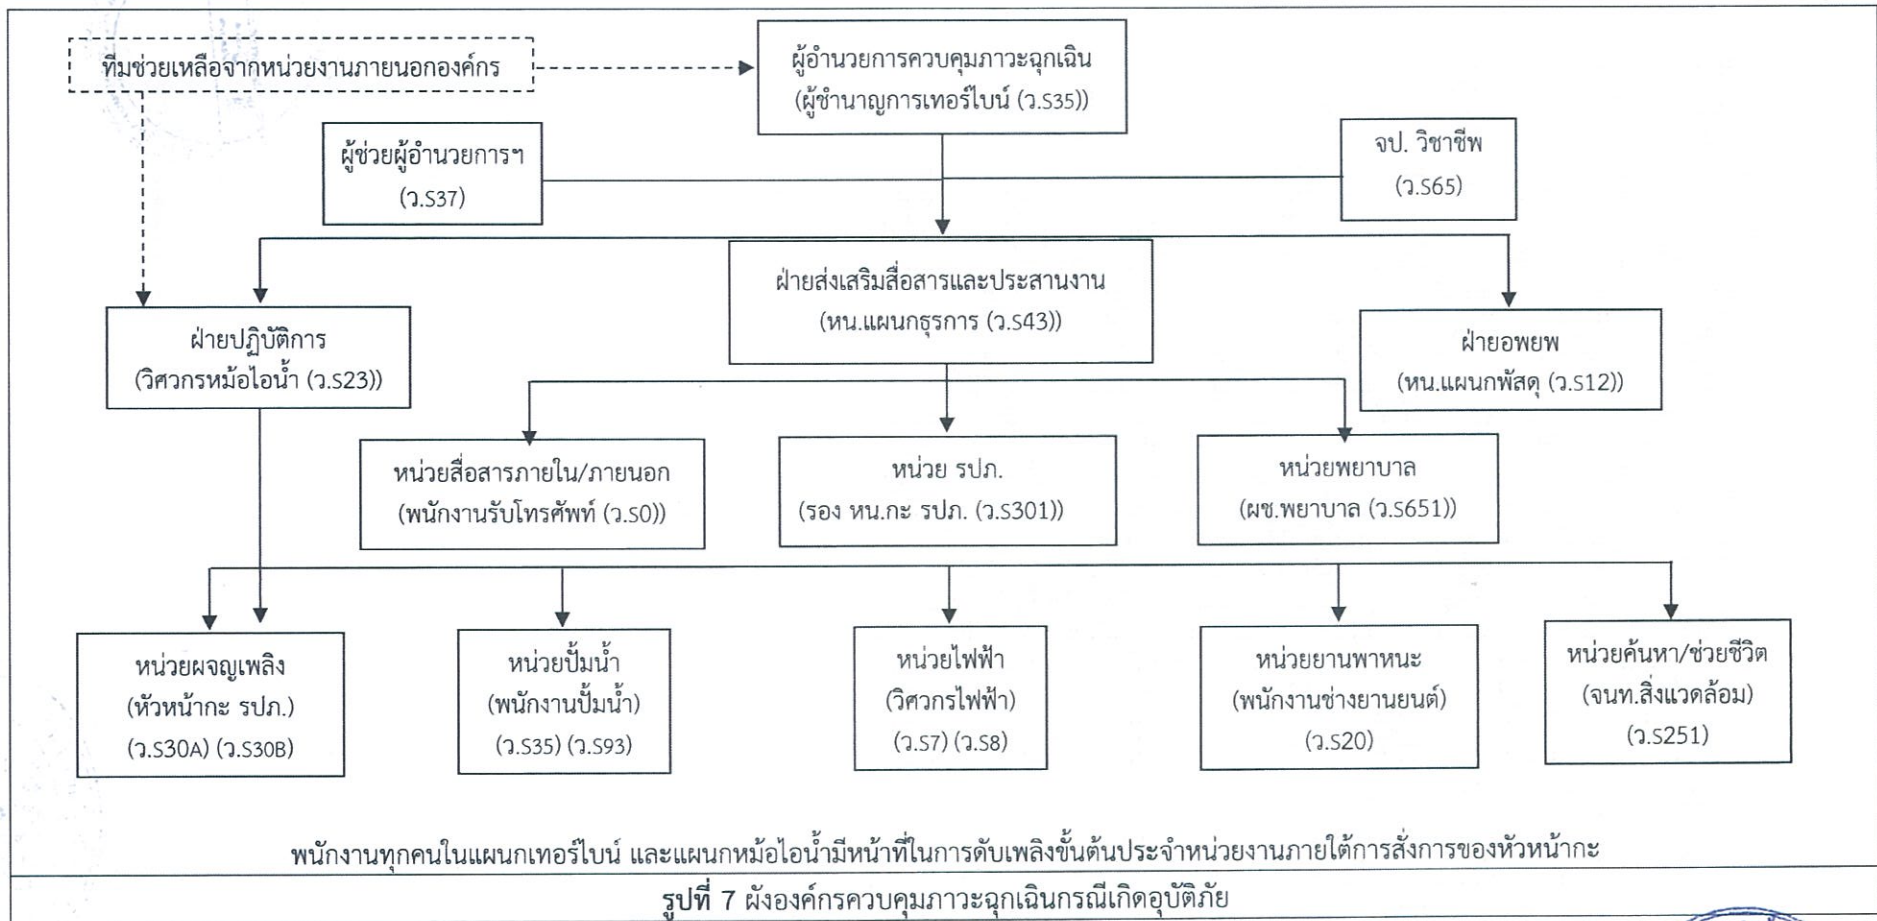 ทีมช่วยเหลือจากหน่วยงานภายนอกองค์กร
ผู้อำนวยการควบคุมภาวะฉุกเฉิน
(ผู้ชำนาญการเทอร์ไบน์ (ว.S35))
ผู้ช่วยผู้อำนวยการฯ
(ว.S37)
จป. วิชาชีพ
(ว.S65)
ฝ่ายปฏิบัติการ
(วิศวกรหม้อไอน้ำ (ว.S23))
ฝ่ายส่งเสริมสื่อสารและประสานงาน
(หน.แผนกธุรการ (ว.S43))
ฝ่ายอพยพ
(หน.แผนกพัสดุ (ว.S12))
หน่วยสื่อสารภายใน/ภายนอก
(พนักงานรับโทรศัพท์ (ว.S0))
หน่วย รปภ.
(รอง หน.กะ รปภ. (ว.S301))
หน่วยพยาบาล
(ผช.พยาบาล (ว.S651))
หน่วยผจญเพลิง
(หัวหน้ากะ รปภ.)
(ว.S30A) (ว.S30B)
หน่วยปั้มน้ำ
(พนักงานปั้มน้ำ)
(ว.S35) (ว.S93)
หน่วยไฟฟ้า
(วิศวกรไฟฟ้า)
(ว.S7) (ว.S8)
หน่วยยานพาหนะ
(พนักงานช่างยานยนต์)
(ว.S20)
หน่วยค้นหา/ช่วยชีวิต
(จนท.สิ่งแวดล้อม)
(ว.S251)
พนักงานทุกคนในแผนกเทอร์ไบน์ และแผนกหม้อไอน้ำมีหน้าที่ในการดับเพลิงขั้นต้นประจำหน่วยงานภายใต้การสั่งการของหัวหน้ากะ
รูปที่ 7 ผังองค์กรควบคุมภาวะฉุกเฉินกรณีเกิดอุบัติภัย